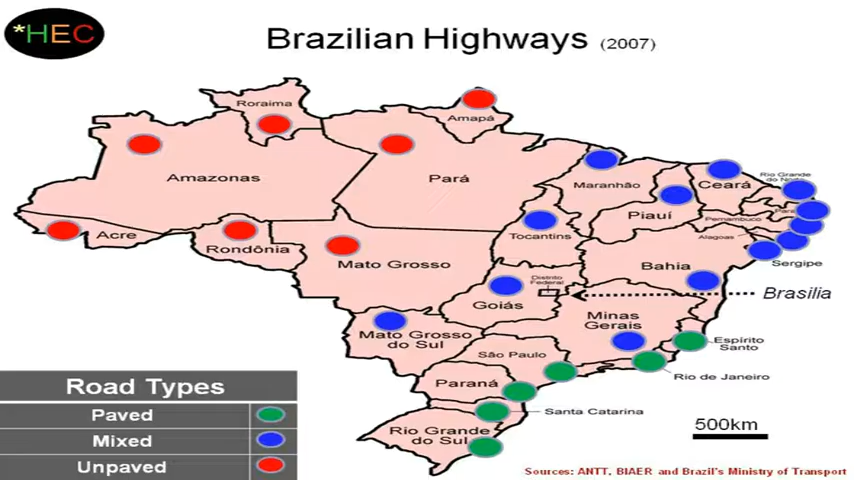 *HEC
Brazilian Highways (2007)
Roraima
Amapá
Amazonas
Pará
Maranhão
Ceará
Rio Grande
do Norte
Piauí
Pernambuco
Acre
Rondônia
Tocantins
Alagoas
Mato Grosso
Bahia
Sergipe
Distrito
Federal
Goiás
Brasília
Minas
Gerais
Mato Grosso
do Sul
Espírito
Santo
São Paulo
Rio de Janeiro
Paraná
Santa Catarina
Rio Grande
do Sul
500km
Road Types
Paved
Mixed
Unpaved
Sources: ANTT, BIAER and Brazil's Ministry of Transport